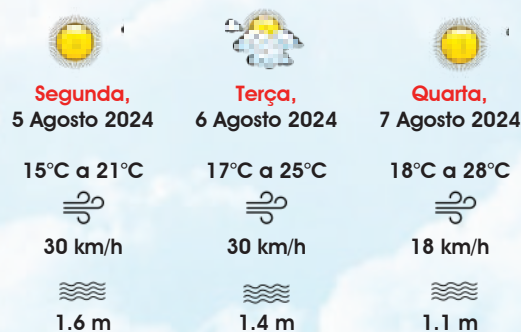 Segunda,
5 Agosto 2024
15°C a 21°C
30 km/h
1.6 m
Terça,
6 Agosto 2024
17°C a 25°C
30 km/h
1.4 m
Quarta,
7 Agosto 2024
18°C a 28°C
18 km/h
1.1 m